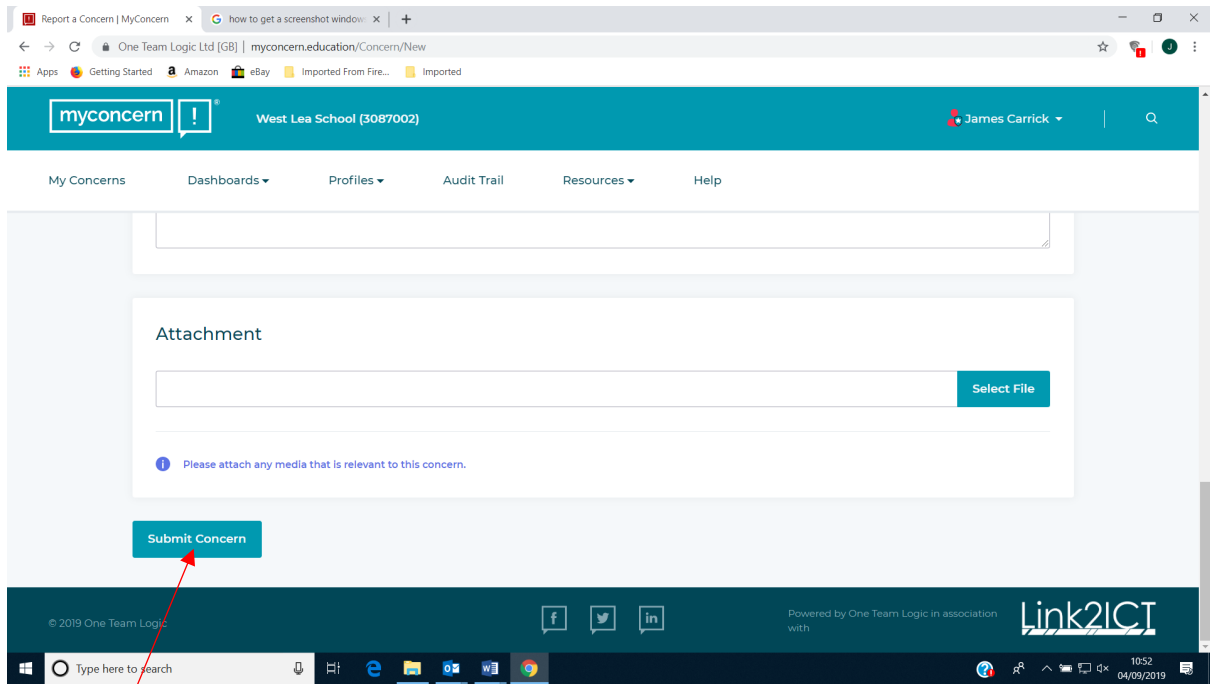 Report a Concern | MyConcern
how to get a screenshot window
One Team Logic Ltd [GB] | myconcern.education/Concern/New
Apps Getting Started Amazon eBay Imported From Fire... Imported
myconcern ! ® West Lea School (3087002) James Carrick
My Concerns Dashboards Profiles Audit Trail Resources Help
Attachment
Select File
Please attach any media that is relevant to this concern.
Submit Concern
© 2019 One Team Logic
Powered by One Team Logic in association
with
Link2ICT
Type here to search
10:52
04/09/2019